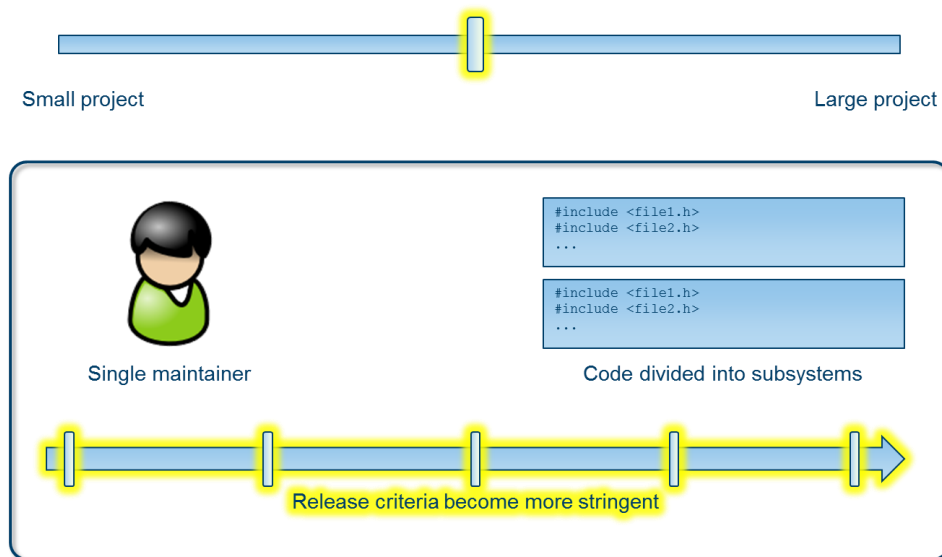 Small project
Large project
#include <file1.h>
#include <file2.h>
...
#include <file1.h>
#include <file2.h>
...
Single maintainer
Code divided into subsystems
Release criteria become more stringent